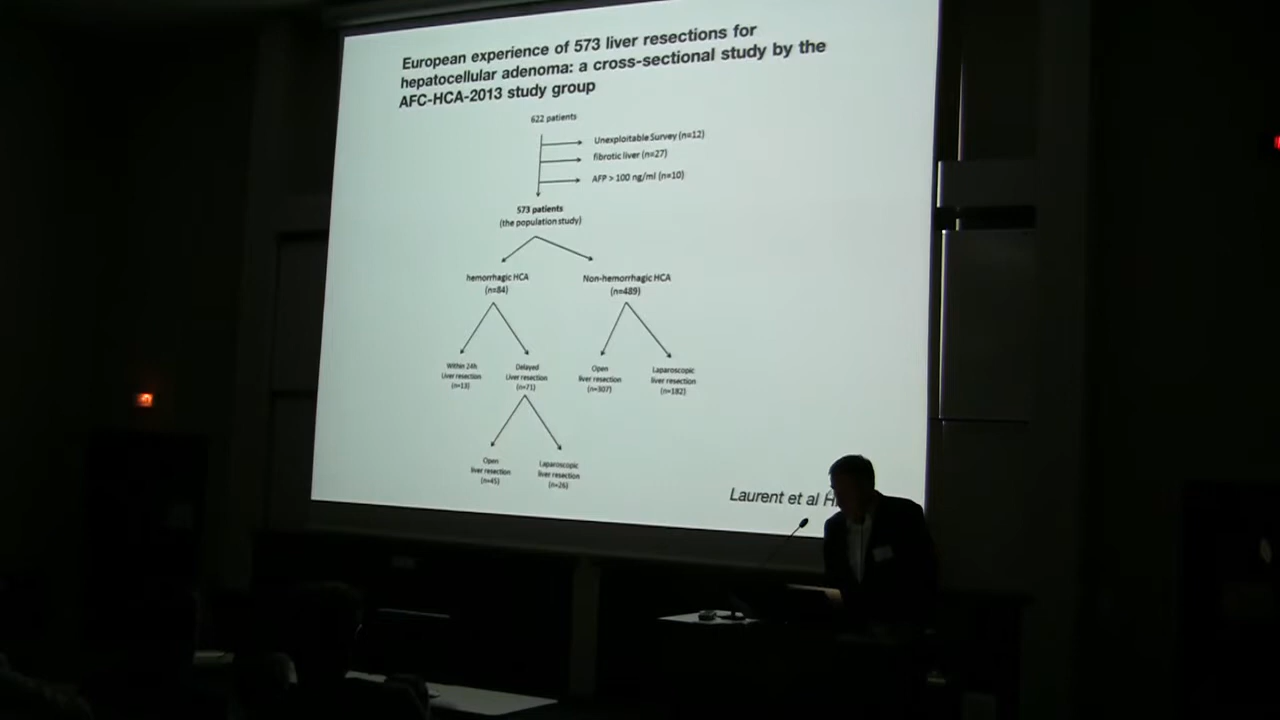 European experience of 573 liver resections for
hepatocellular adenoma: a cross-sectional study by the
AFC-HCA-2013 study group
622 patients
Unexploitable Survey (n=12)
fibrotic liver (n=27)
AFP > 100 ng/ml (n=10)
573 patients
(the population study)
hemorrhagic HCA
(n=84)
Non-hemorrhagic HCA
(n=489)
Within 24h
Liver resection
(n=13)
Delayed
Liver resection
(n=71)
Open
liver resection
(n=307)
Laparoscopic
liver resection
(n=182)
Open
liver resection
(n=45)
Laparoscopic
liver resection
(n=26)
Laurent et al